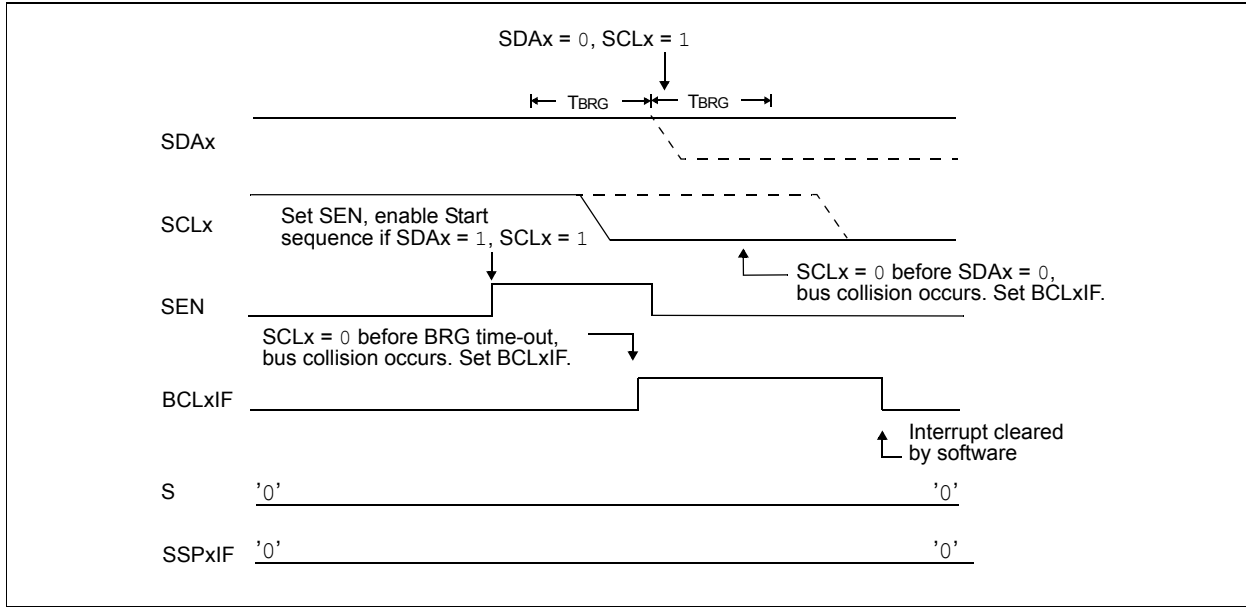 SDAx = 0, SCLx = 1
TBRG TBRG
SDAx
SCLx
Set SEN, enable Start
sequence if SDAx = 1, SCLx = 1
SCLx = 0 before SDAx = 0,
bus collision occurs. Set BCLxIF.
SEN
SCLx = 0 before BRG time-out,
bus collision occurs. Set BCLxIF.
BCLxIF
Interrupt cleared
by software
S '0' '0'
SSPxIF '0' '0'